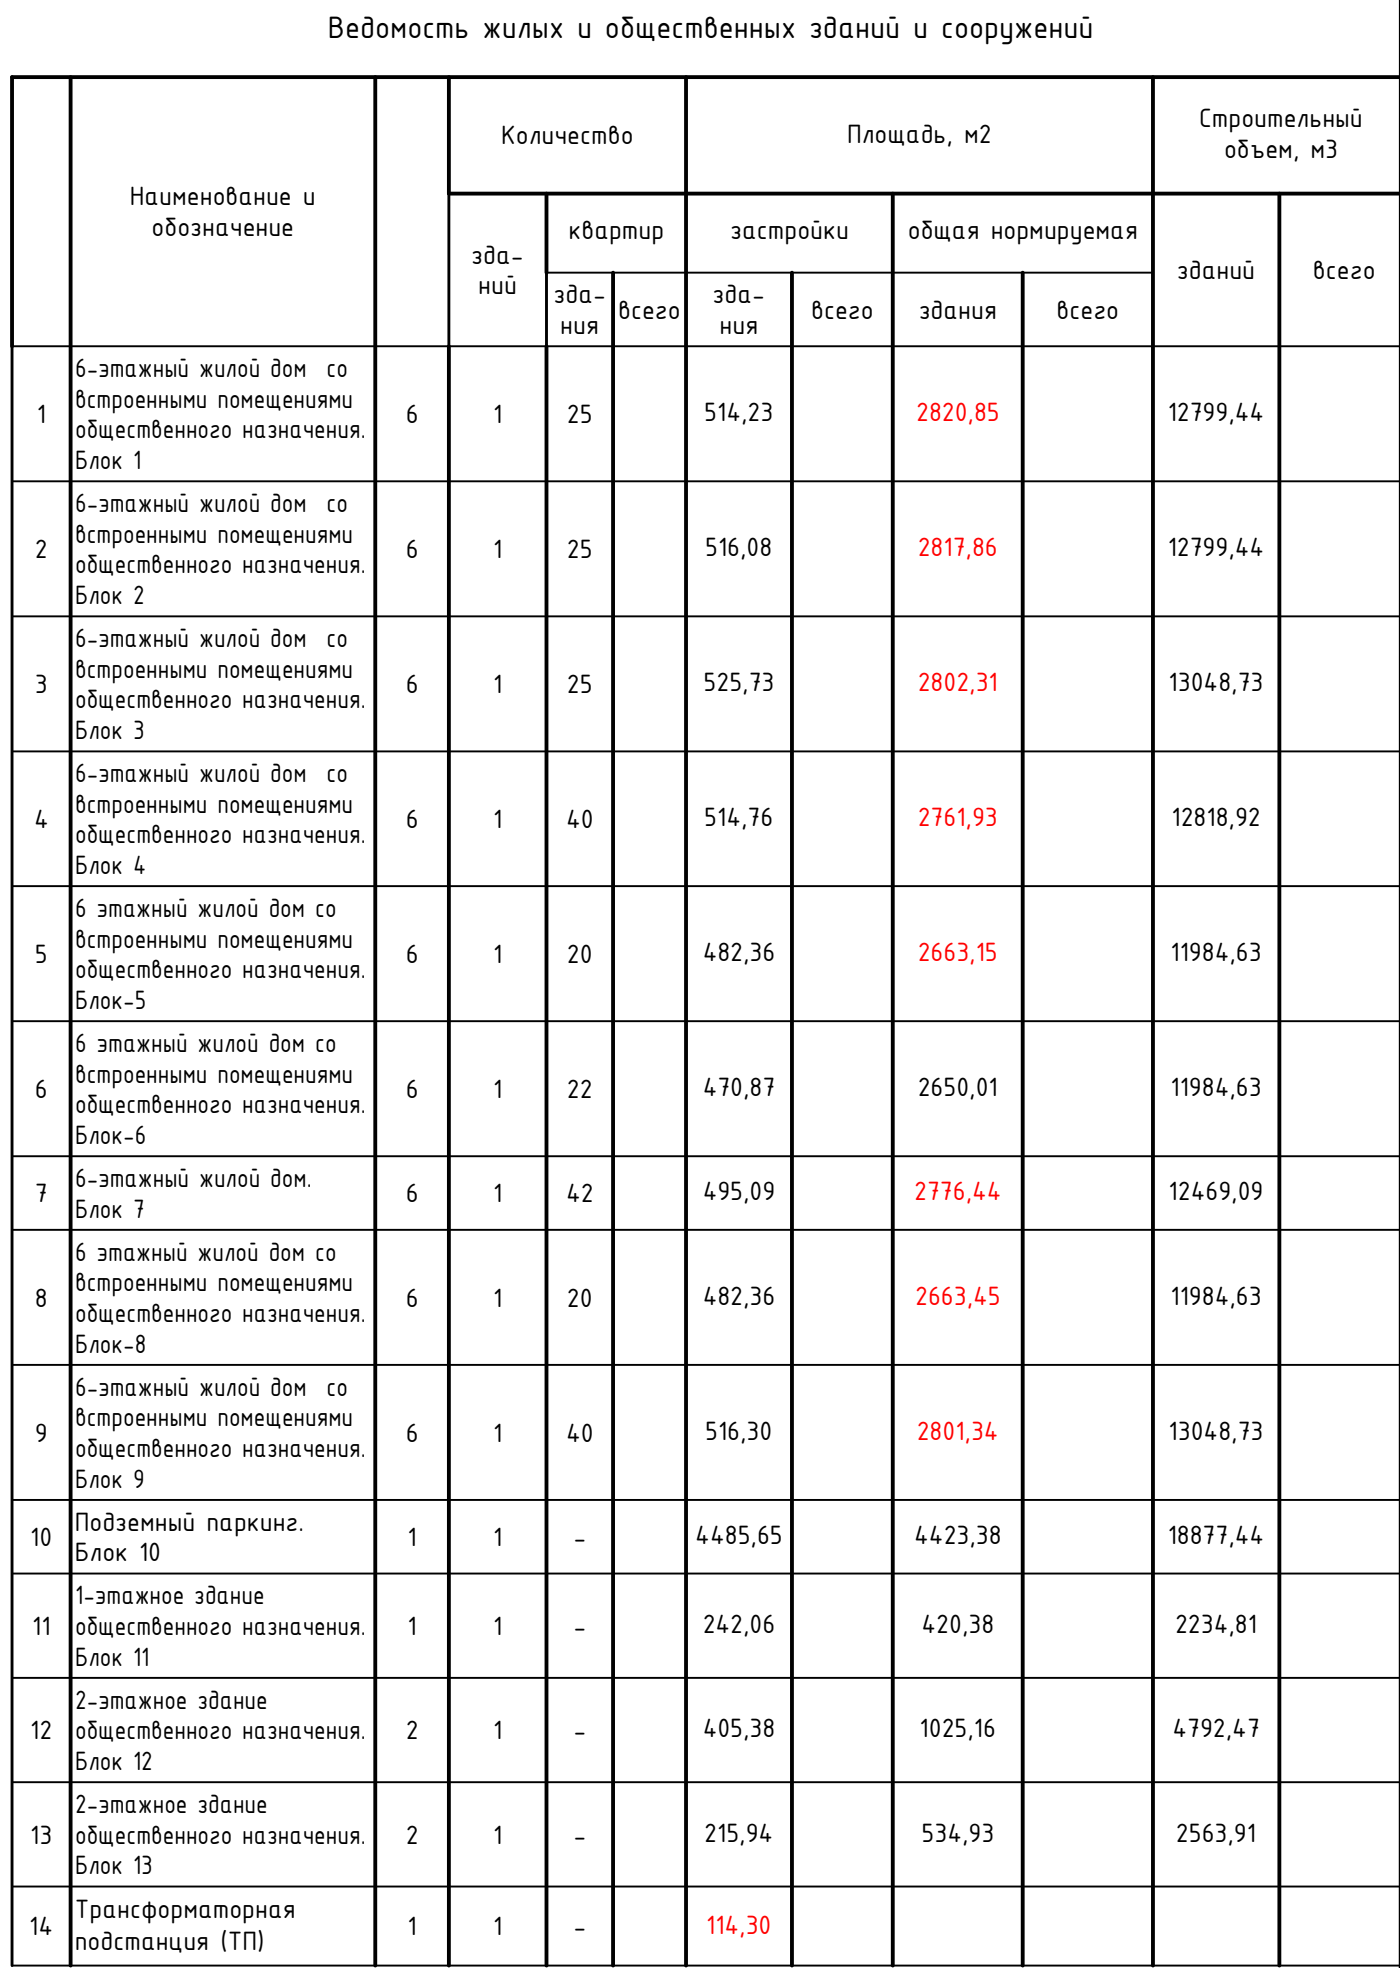 Ведомость жилых и общественных зданий и сооружений
Наименование и
обозначение
Количество
Площадь, м2
Строительный
объем, м3
зда-
ний
квартир
застройки
общая нормируемая
зданий
всего
зда-
ния
всего
зда-
ния
всего
здания
всего
1
6-этажный жилой дом со
встроенными помещениями
общественного назначения.
Блок 1
6 1 25 514,23 2820,85 12799,44
2
6-этажный жилой дом со
встроенными помещениями
общественного назначения.
Блок 2
6 1 25 516,08 2817,86 12799,44
3
6-этажный жилой дом со
встроенными помещениями
общественного назначения.
Блок 3
6 1 25 525,73 2802,31 13048,73
4
6-этажный жилой дом со
встроенными помещениями
общественного назначения.
Блок 4
6 1 40 514,76 2761,93 12818,92
5
6 этажный жилой дом со
встроенными помещениями
общественного назначения.
Блок-5
6 1 20 482,36 2663,15 11984,63
6
6 этажный жилой дом со
встроенными помещениями
общественного назначения.
Блок-6
6 1 22 470,87 2650,01 11984,63
7
6-этажный жилой дом.
Блок 7
6 1 42 495,09 2776,44 12469,09
8
6 этажный жилой дом со
встроенными помещениями
общественного назначения.
Блок-8
6 1 20 482,36 2663,45 11984,63
9
6-этажный жилой дом со
встроенными помещениями
общественного назначения.
Блок 9
6 1 40 516,30 2801,34 13048,73
10
Подземный паркинг.
Блок 10
1 1 - 4485,65 4423,38 18877,44
11
1-этажное здание
общественного назначения.
Блок 11
1 1 - 242,06 420,38 2234,81
12
2-этажное здание
общественного назначения.
Блок 12
2 1 - 405,38 1025,16 4792,47
13
2-этажное здание
общественного назначения.
Блок 13
2 1 - 215,94 534,93 2563,91
14
Трансформаторная
подстанция (ТП)
1 1 - 114,30